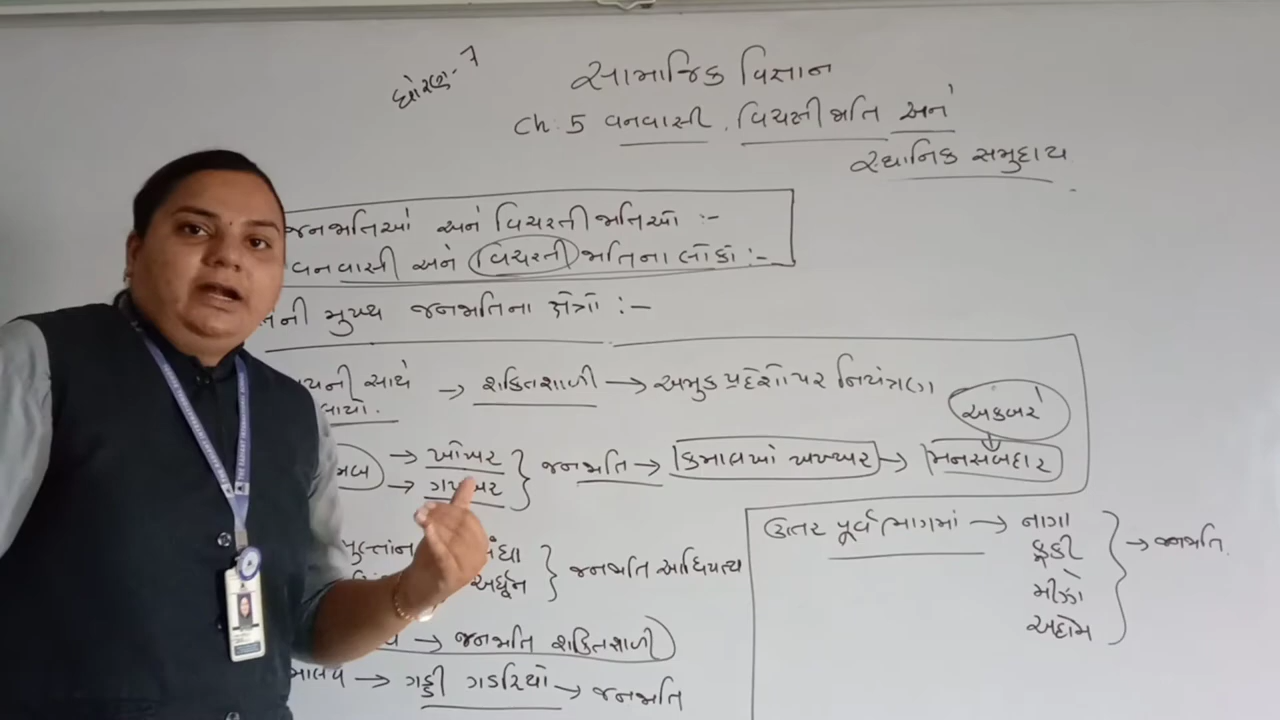 ધોરણ-7
સામાજિક વિજ્ઞાન
Ch: 5 વનવાસી, વિચરતી જાતિ અને
સ્થાનિક સમુદાય
જનજાતિઓ અને વિચરતી જાતિઓ :-
વનવાસી અને વિચરતી જાતિના લોકો :-
મુખ્ય જનજાતિના ક્ષેત્રો :-
સાથે → શક્તિશાળી → અમુક પ્રદેશોપર નિયંત્રણ
અકબરે
→ ખોખર
→ ગખ્ખર } જનજાતિ → કમાલખાં ગખ્ખર → મનસબદાર
ઉત્તર પૂર્વ ભાગમાં → નાગા
કૂકી
મીઝો
અહોમ } → જનજાતિ
અર્ઘૂન } જનજાતિ આધિપત્ય
→ જનજાતિ શક્તિશાળી
→ ગડ્ડી ગડરિયો → જનજાતિ